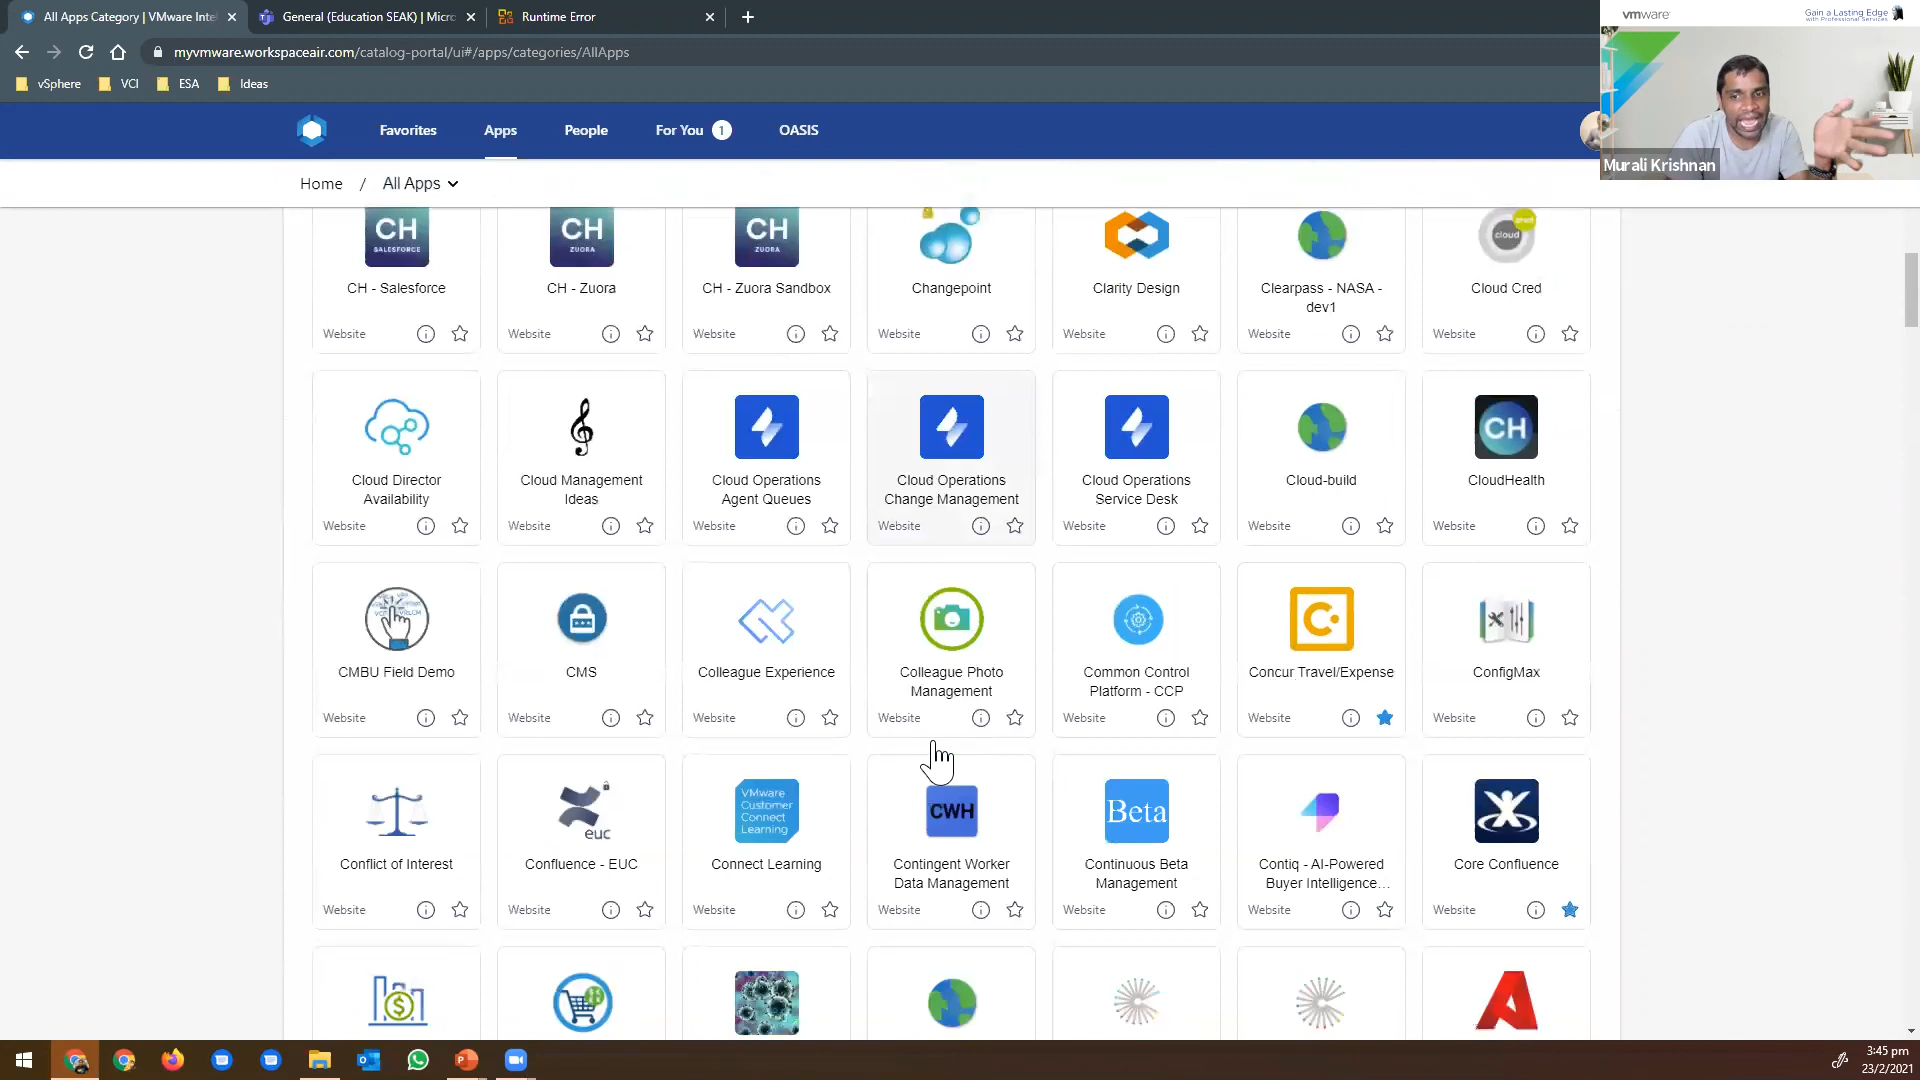 All Apps Category | VMware Inte
General (Education SEAK) | Micro
Runtime Error
myvmware.workspaceair.com/catalog-portal/ui#/apps/categories/AllApps
vSphere
VCI
ESA
Ideas
vmware
Gain a Lasting Edge
with Professional Services
Murali Krishnan
Favorites
Apps
People
For You 1
OASIS
Home / All Apps
CH
SALESFORCE
CH
ZUORA
CH
ZUORA
cloud
CH - Salesforce
CH - Zuora
CH - Zuora Sandbox
Changepoint
Clarity Design
Clearpass - NASA -
dev1
Cloud Cred
Website
Website
Website
Website
Website
Website
Website
CH
Cloud Director
Availability
Cloud Management
Ideas
Cloud Operations
Agent Queues
Cloud Operations
Change Management
Cloud Operations
Service Desk
Cloud-build
CloudHealth
Website
Website
Website
Website
Website
Website
Website
CMBU Field Demo
CMS
Colleague Experience
Colleague Photo
Management
Common Control
Platform - CCP
Concur Travel/Expense
ConfigMax
Website
Website
Website
Website
Website
Website
Website
euc
VMware
Customer
Connect
Learning
CWH
Beta
Conflict of Interest
Confluence - EUC
Connect Learning
Contingent Worker
Data Management
Continuous Beta
Management
Contiq - AI-Powered
Buyer Intelligence…
Core Confluence
Website
Website
Website
Website
Website
Website
Website
3:45 pm
23/2/2021